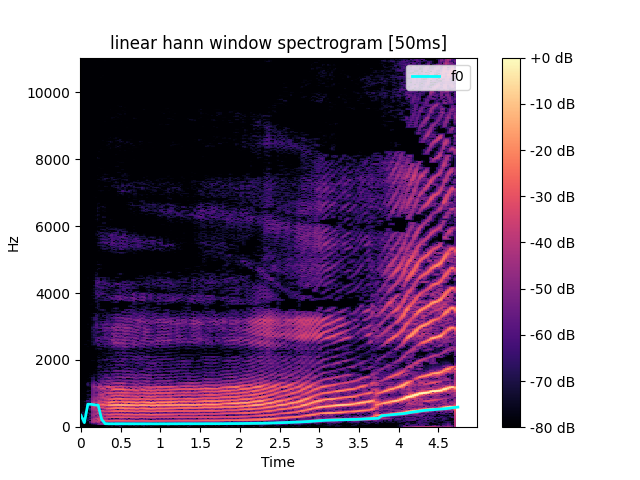 linear hann window spectrogram [50ms]
f0
10000
8000
6000
4000
2000
0
Hz
0 0.5 1 1.5 2 2.5 3 3.5 4 4.5
Time
+0 dB
-10 dB
-20 dB
-30 dB
-40 dB
-50 dB
-60 dB
-70 dB
-80 dB